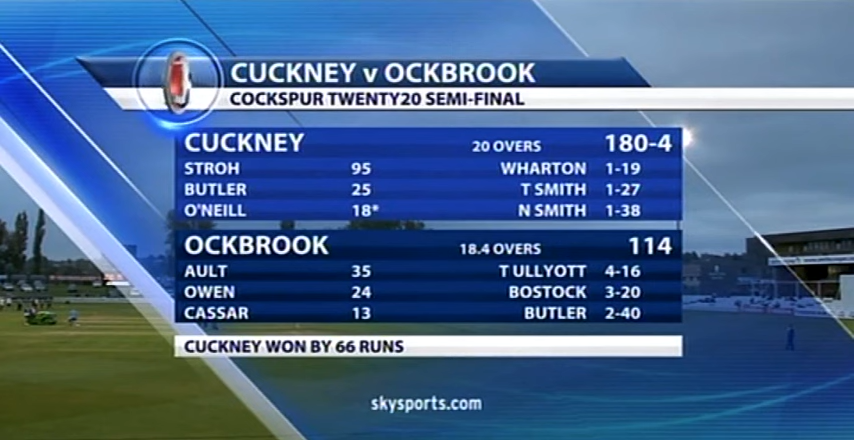 CUCKNEY v OCKBROOK
COCKSPUR TWENTY20 SEMI-FINAL
CUCKNEY 20 OVERS 180-4
STROH 95 WHARTON 1-19
BUTLER 25 T SMITH 1-27
O'NEILL 18* N SMITH 1-38
OCKBROOK 18.4 OVERS 114
AULT 35 T ULLYOTT 4-16
OWEN 24 BOSTOCK 3-20
CASSAR 13 BUTLER 2-40
CUCKNEY WON BY 66 RUNS
skysports.com